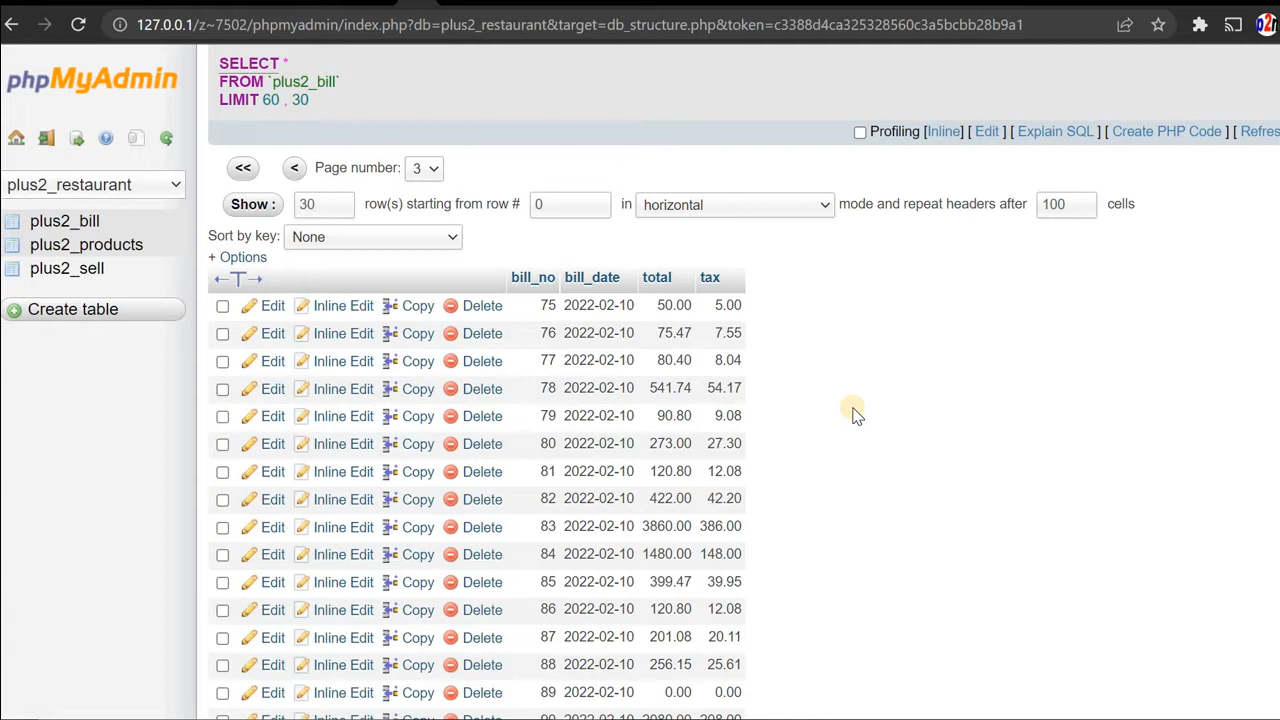 127.0.0.1/z~7502/phpmyadmin/index.php?db=plus2_restaurant&target=db_structure.php&token=c3388d4ca325328560c3a5bcbb28b9a1
phpMyAdmin
plus2_restaurant
plus2_bill
plus2_products
plus2_sell
Create table
SELECT *
FROM `plus2_bill`
LIMIT 60 , 30
Profiling [Inline] [ Edit ] [ Explain SQL ] [ Create PHP Code ] [ Refres
<< < Page number: 3
Show : 30 row(s) starting from row # 0 in horizontal mode and repeat headers after 100 cells
Sort by key: None
+ Options
←T→ bill_no bill_date total tax
Edit Inline Edit Copy Delete 75 2022-02-10 50.00 5.00
Edit Inline Edit Copy Delete 76 2022-02-10 75.47 7.55
Edit Inline Edit Copy Delete 77 2022-02-10 80.40 8.04
Edit Inline Edit Copy Delete 78 2022-02-10 541.74 54.17
Edit Inline Edit Copy Delete 79 2022-02-10 90.80 9.08
Edit Inline Edit Copy Delete 80 2022-02-10 273.00 27.30
Edit Inline Edit Copy Delete 81 2022-02-10 120.80 12.08
Edit Inline Edit Copy Delete 82 2022-02-10 422.00 42.20
Edit Inline Edit Copy Delete 83 2022-02-10 3860.00 386.00
Edit Inline Edit Copy Delete 84 2022-02-10 1480.00 148.00
Edit Inline Edit Copy Delete 85 2022-02-10 399.47 39.95
Edit Inline Edit Copy Delete 86 2022-02-10 120.80 12.08
Edit Inline Edit Copy Delete 87 2022-02-10 201.08 20.11
Edit Inline Edit Copy Delete 88 2022-02-10 256.15 25.61
Edit Inline Edit Copy Delete 89 2022-02-10 0.00 0.00